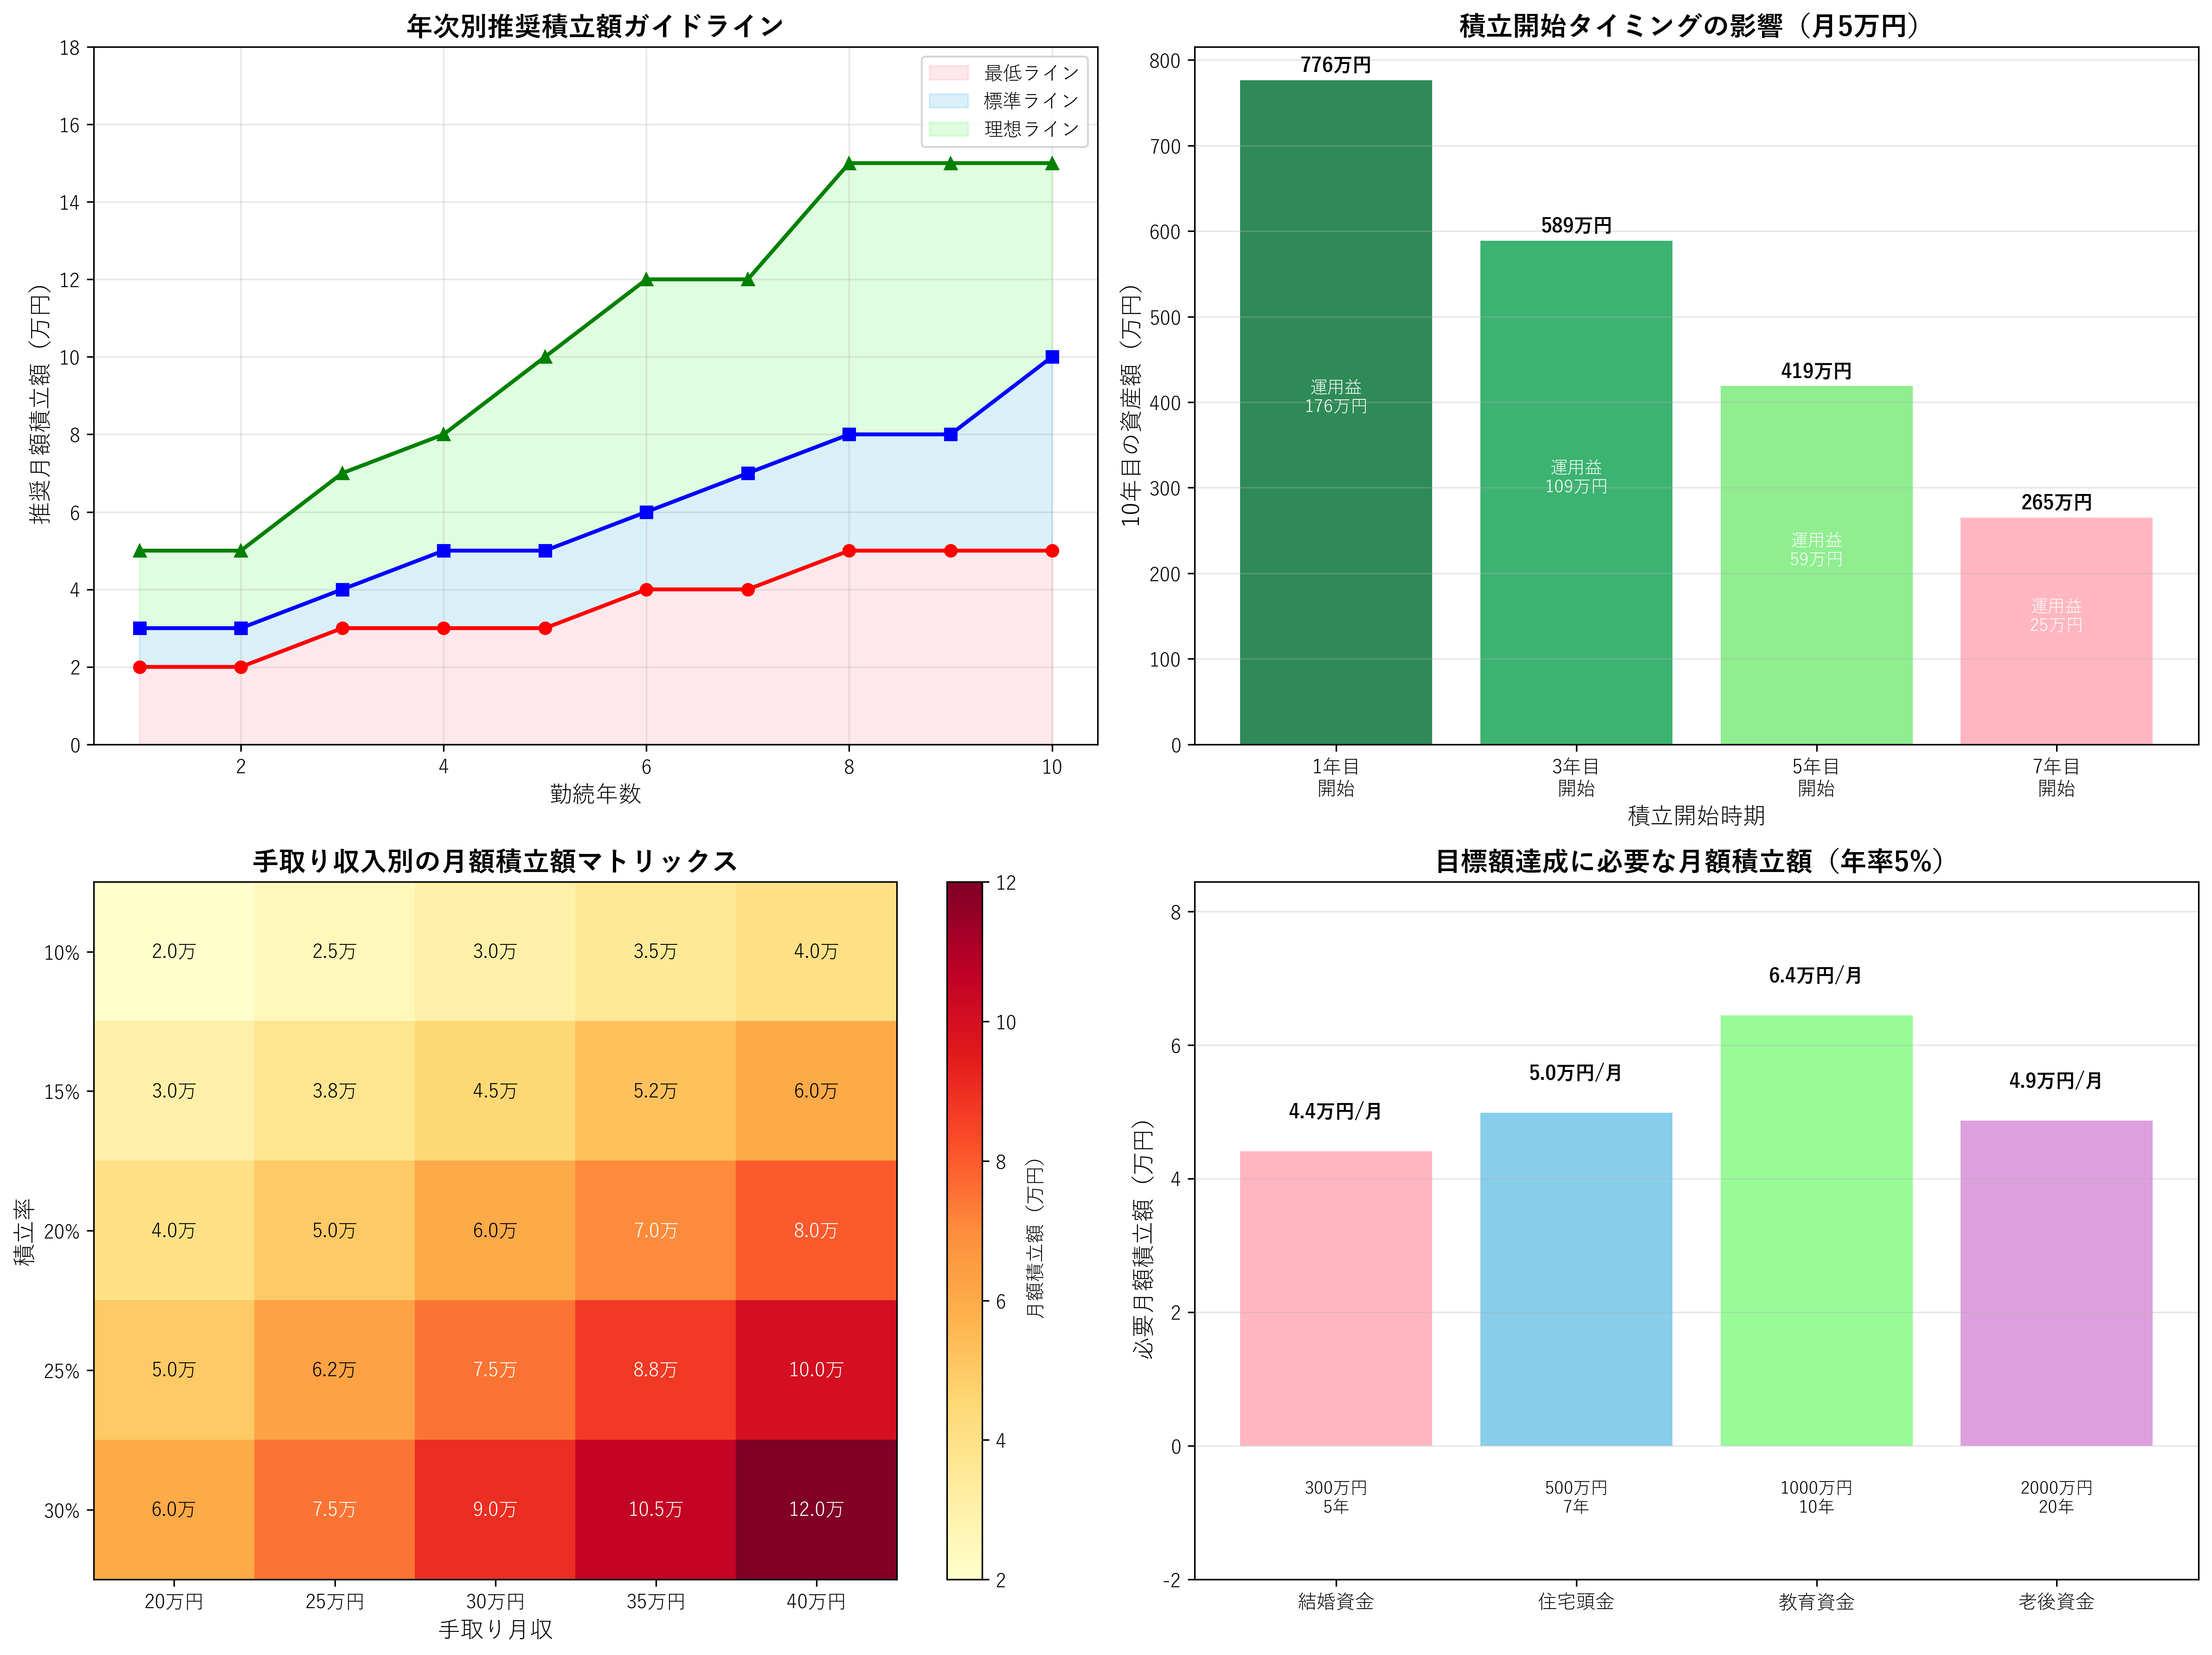 年次別推奨積立額ガイドライン
18
16
14
12
10
8
6
4
2
0
推奨月額積立額（万円）
最低ライン
標準ライン
理想ライン
2
4
6
8
10
勤続年数
積立開始タイミングの影響（月5万円）
800
700
600
500
400
300
200
100
0
10年目の資産額（万円）
776万円
運用益
176万円
589万円
運用益
109万円
419万円
運用益
59万円
265万円
運用益
25万円
1年目
開始
3年目
開始
5年目
開始
7年目
開始
積立開始時期
手取り収入別の月額積立額マトリックス
積立率
10%
2.0万
2.5万
3.0万
3.5万
4.0万
15%
3.0万
3.8万
4.5万
5.2万
6.0万
20%
4.0万
5.0万
6.0万
7.0万
8.0万
25%
5.0万
6.2万
7.5万
8.8万
10.0万
30%
6.0万
7.5万
9.0万
10.5万
12.0万
20万円
25万円
30万円
35万円
40万円
手取り月収
12
10
8
6
4
2
月額積立額（万円）
目標額達成に必要な月額積立額（年率5%）
8
6
4
2
0
-2
必要月額積立額（万円）
4.4万円/月
5.0万円/月
6.4万円/月
4.9万円/月
300万円
5年
500万円
7年
1000万円
10年
2000万円
20年
結婚資金
住宅頭金
教育資金
老後資金